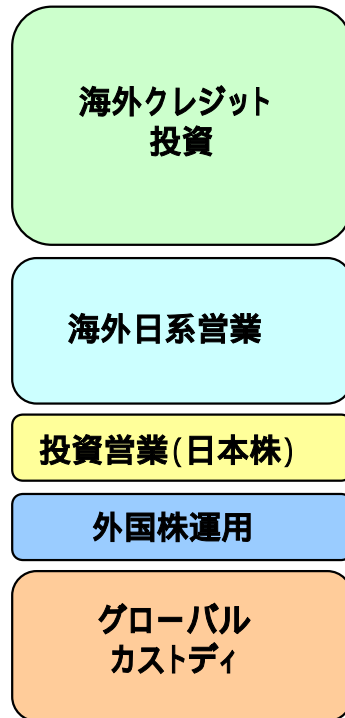 海外クレジット
投資
海外日系営業
投資営業(日本株)
外国株運用
グローバル
カストディ